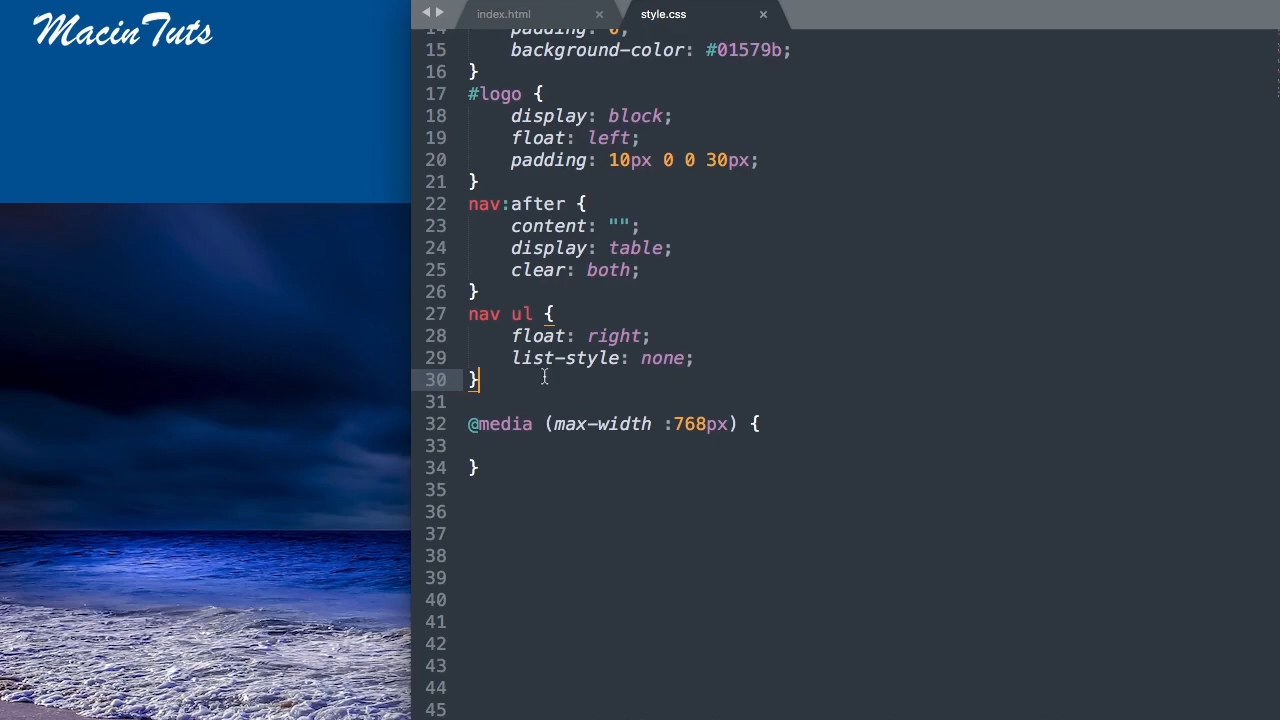 MacinTuts
index.html
style.css
14 padding: 0;
15 background-color: #01579b;
16 }
17 #logo {
18 display: block;
19 float: left;
20 padding: 10px 0 0 30px;
21 }
22 nav:after {
23 content: "";
24 display: table;
25 clear: both;
26 }
27 nav ul {
28 float: right;
29 list-style: none;
30 }
31
32 @media (max-width :768px) {
33
34 }
35
36
37
38
39
40
41
42
43
44
45